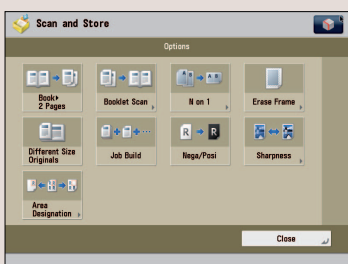 Scan and Store
Options
Book▸
2 Pages
Booklet Scan
N on 1
Erase Frame
Different Size
Originals
Job Build
R → R
Nega/Posi
Sharpness
Area
Designation
Close